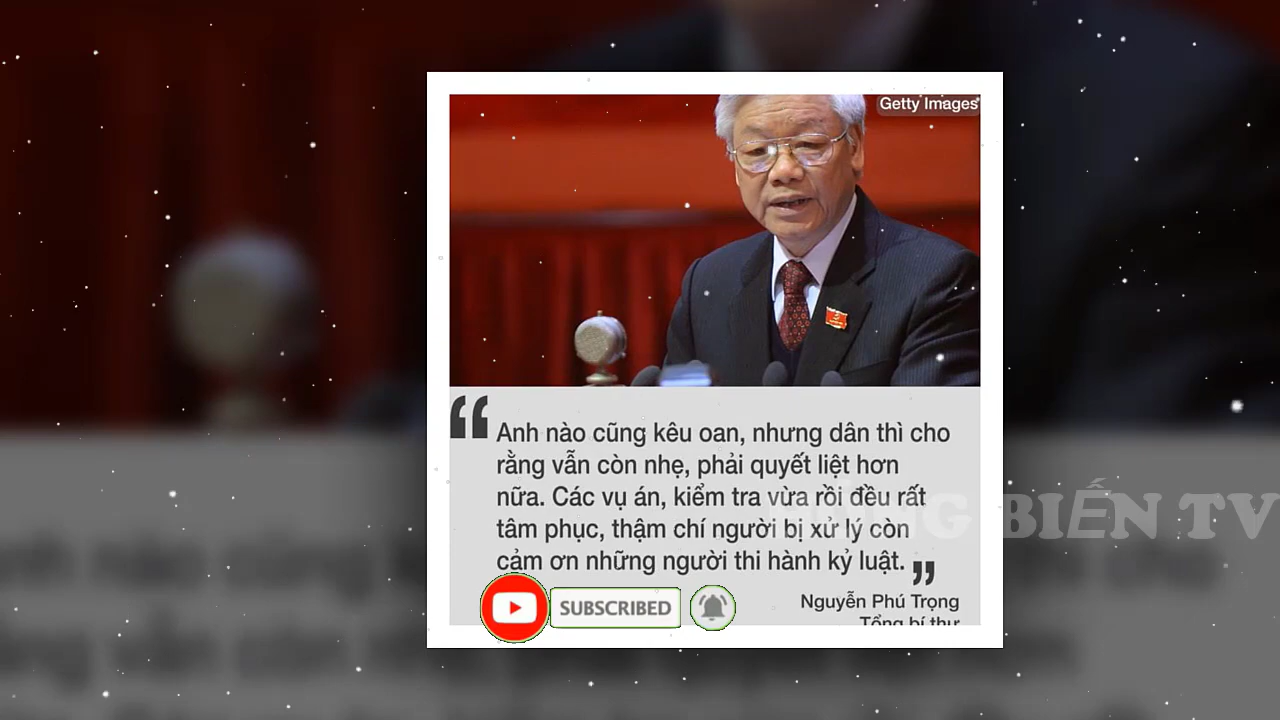 Getty Images
“
Anh nào cũng kêu oan, nhưng dân thì cho
rằng vẫn còn nhẹ, phải quyết liệt hơn
nữa. Các vụ án, kiểm tra vừa rồi đều rất
tâm phục, thậm chí người bị xử lý còn
cảm ơn những người thi hành kỷ luật.
”
BIẾN TV
SUBSCRIBED
Nguyễn Phú Trọng
Tổng bí thư